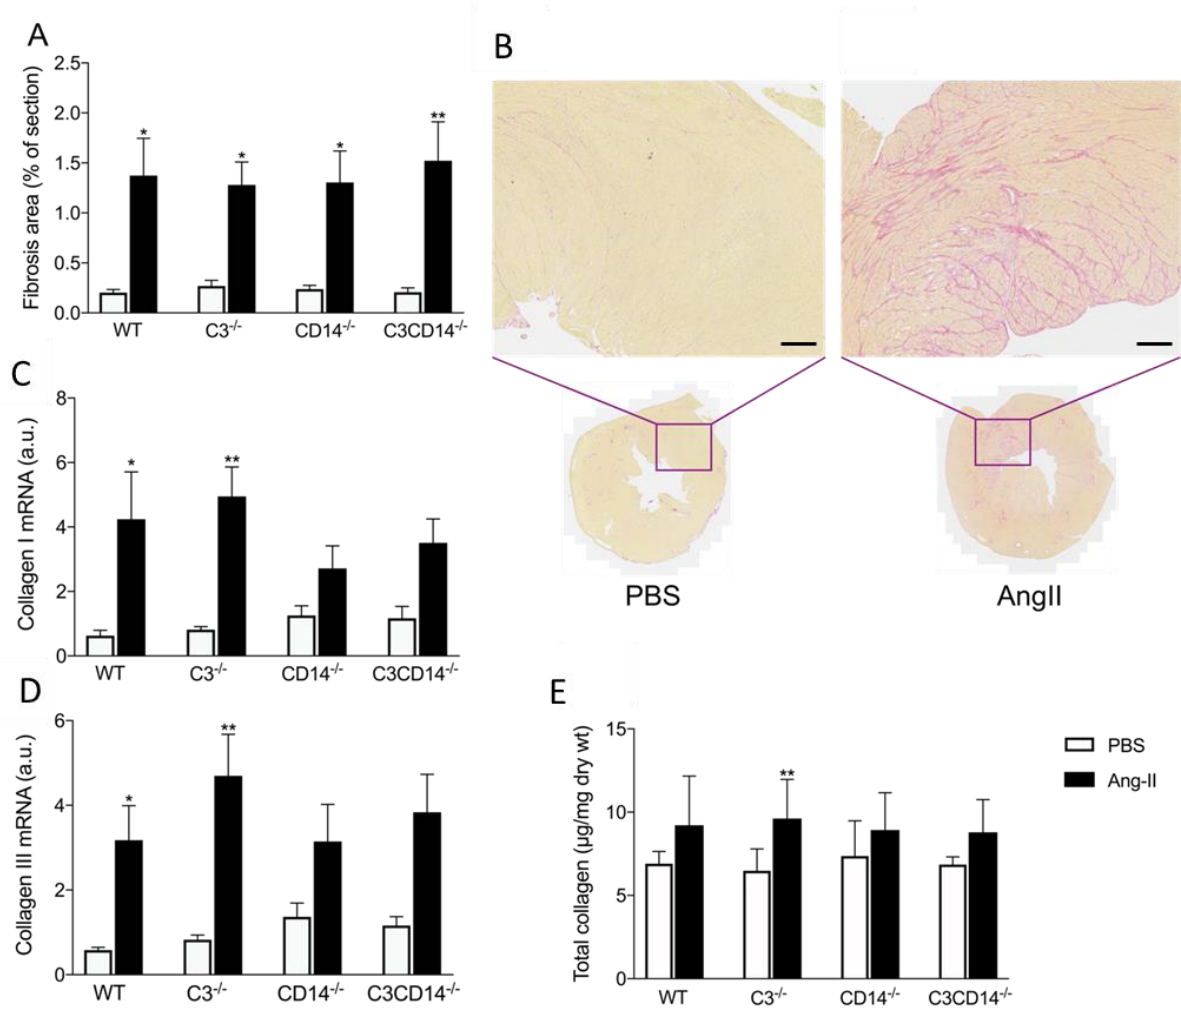 A
Fibrosis area (% of section)
2.5
2.0
1.5
1.0
0.5
0.0
*
*
*
**
WT
C3-/-
CD14-/-
C3CD14-/-
B
PBS
AngII
C
Collagen I mRNA (a.u.)
8
6
4
2
0
*
**
WT
C3-/-
CD14-/-
C3CD14-/-
D
Collagen III mRNA (a.u.)
6
4
2
0
*
**
WT
C3-/-
CD14-/-
C3CD14-/-
E
Total collagen (µg/mg dry wt)
15
10
5
0
**
WT
C3-/-
CD14-/-
C3CD14-/-
PBS
Ang-II